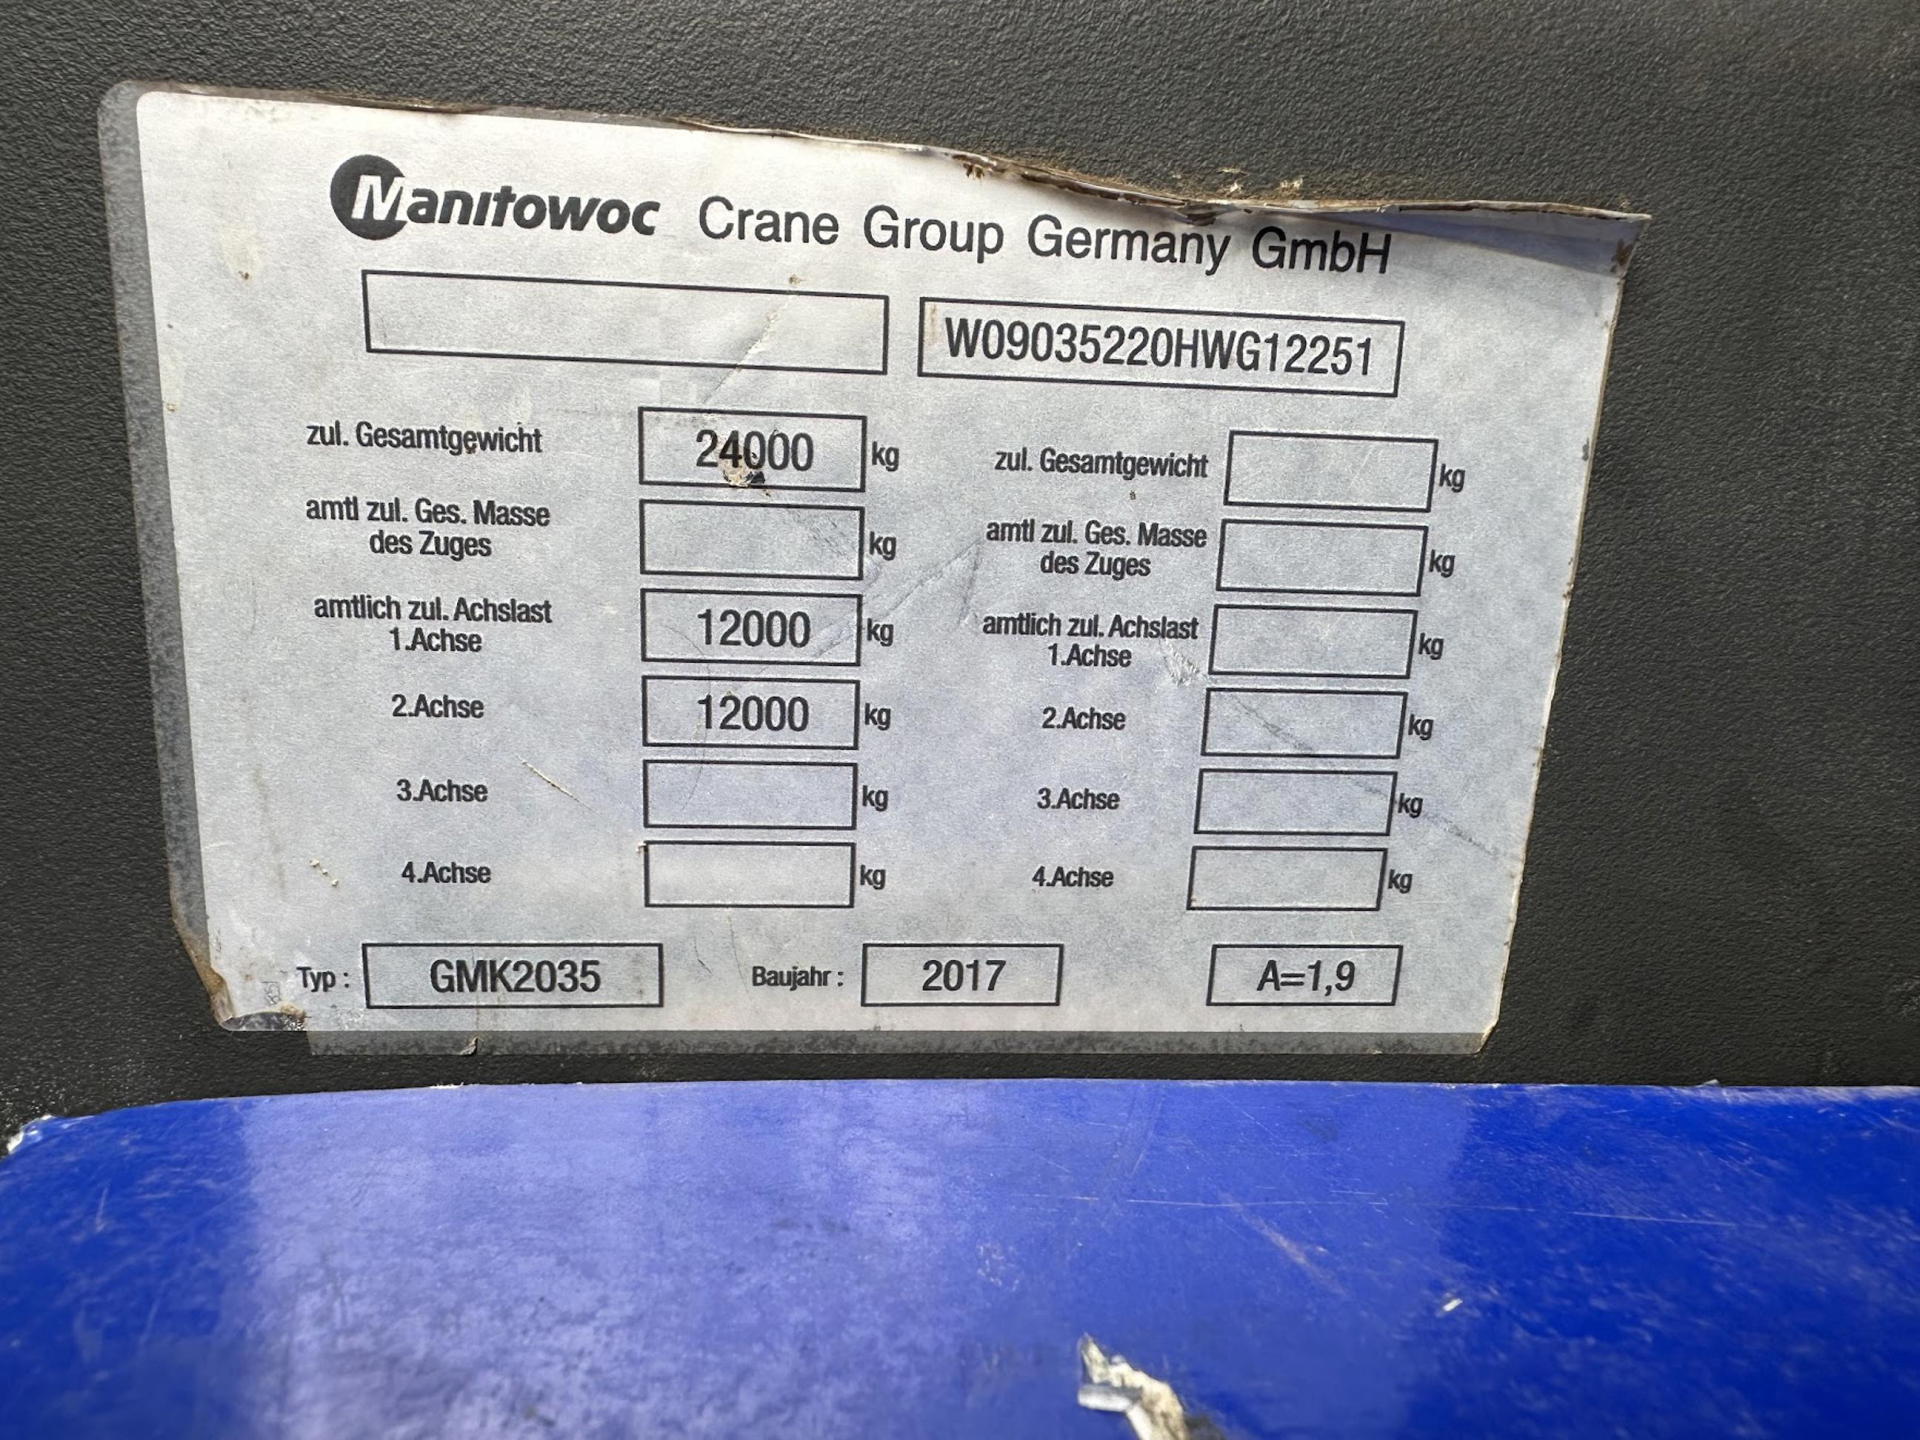 Manitowoc Crane Group Germany GmbH
W09035220HWG12251
zul. Gesamtgewicht 24000 kg zul. Gesamtgewicht kg
amtl zul. Ges. Masse
des Zuges kg amtl zul. Ges. Masse
des Zuges kg
amtlich zul. Achslast
1.Achse 12000 kg amtlich zul. Achslast
1.Achse kg
2.Achse 12000 kg 2.Achse kg
3.Achse kg 3.Achse kg
4.Achse kg 4.Achse kg
Typ : GMK2035 Baujahr : 2017 A=1,9